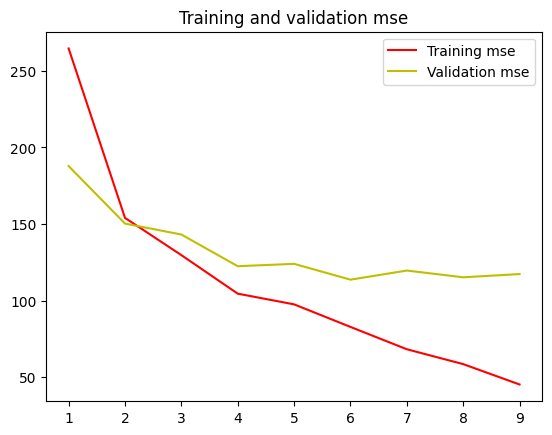 Training and validation mse
Training mse
Validation mse
250
200
150
100
50
1 2 3 4 5 6 7 8 9